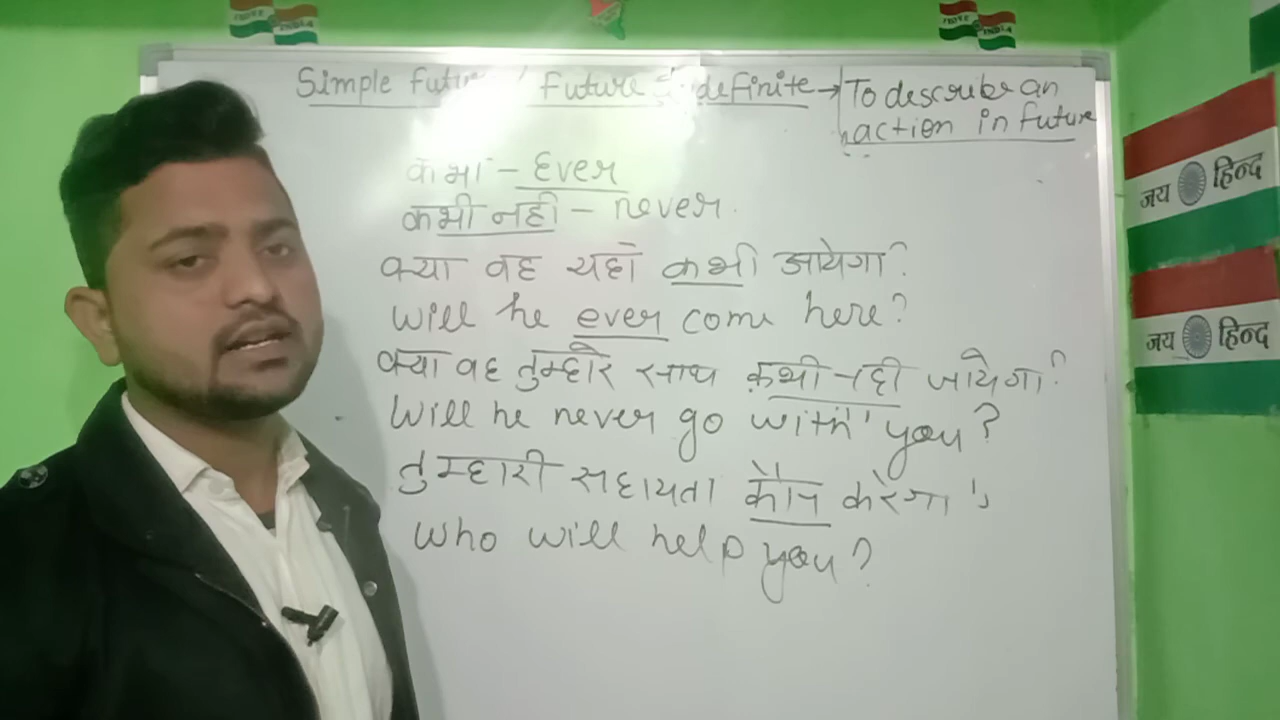 Simple Future / Future Indefinite → To describe an
action in future
कभी - Ever
कभी नही - never.
क्या वह यहाँ कभी आयेगा?
Will he ever come here?
क्या वह तुम्हारे साथ कभी नही जायेगा?
Will he never go with you?
तुम्हारी सहायता कौन करेगा?
Who will help you?
जय हिन्द
जय हिन्द